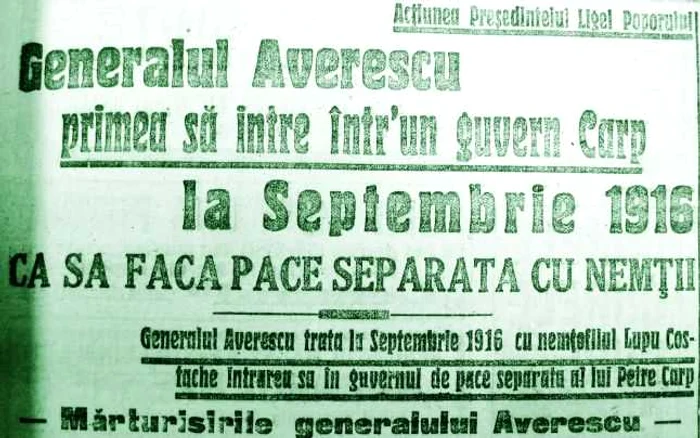 Acțiunea Președintelui Ligei Poporului
Generalul Averescu
primea să intre într'un guvern Carp
la Septembrie 1916
CA SA FACA PACE SEPARATA CU NEMȚII
Generalul Averescu trata la Septembrie 1916 cu nemțofilul Lupu Cos-
tache intrarea sa în guvernul de pace separata al lui Petre Carp
— Mărturisirile generalului Averescu —